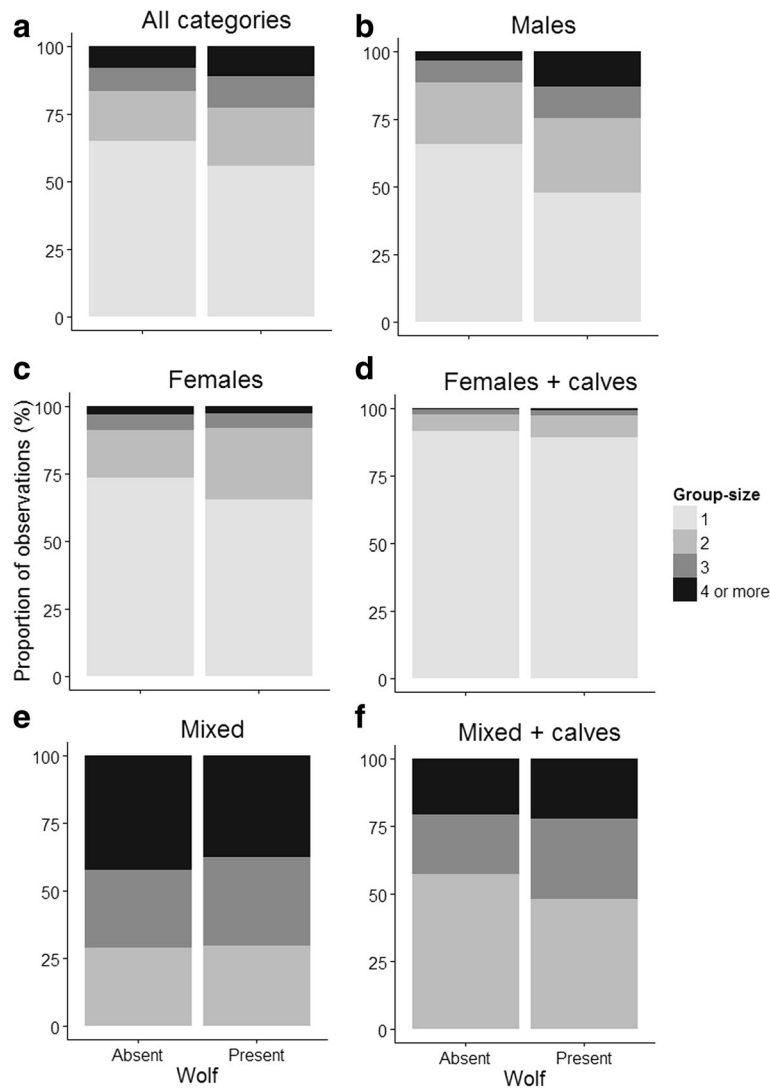 a
All categories
100
75
50
25
0
b
Males
100
75
50
25
0
c
Females
100
75
50
25
0
Proportion of observations (%)
d
Females + calves
100
75
50
25
0
Group-size
1
2
3
4 or more
e
Mixed
100
75
50
25
0
Absent
Present
Wolf
f
Mixed + calves
100
75
50
25
0
Absent
Present
Wolf